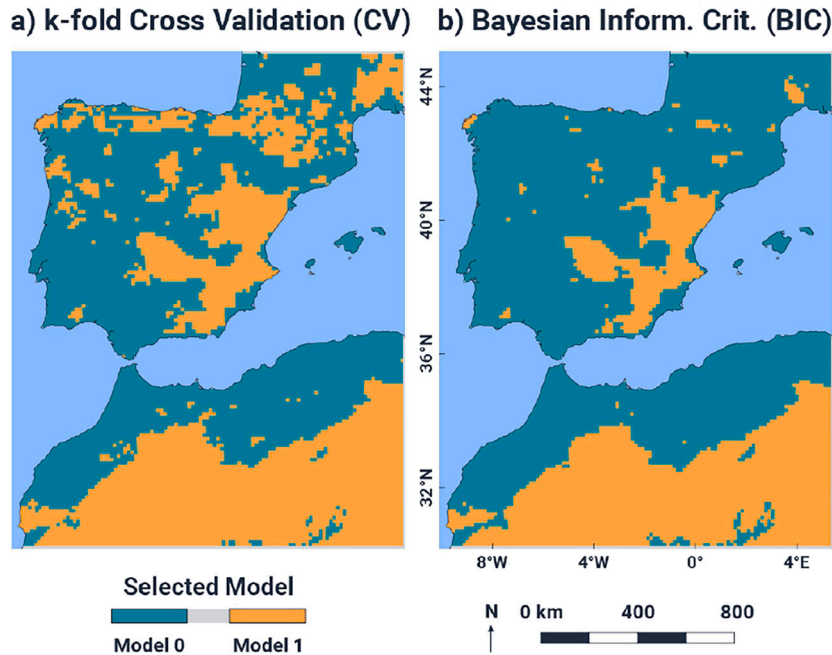 a) k-fold Cross Validation (CV)
b) Bayesian Inform. Crit. (BIC)
44°N
40°N
36°N
32°N
8°W 4°W 0° 4°E
Selected Model
Model 0 Model 1
N
0 km 400 800